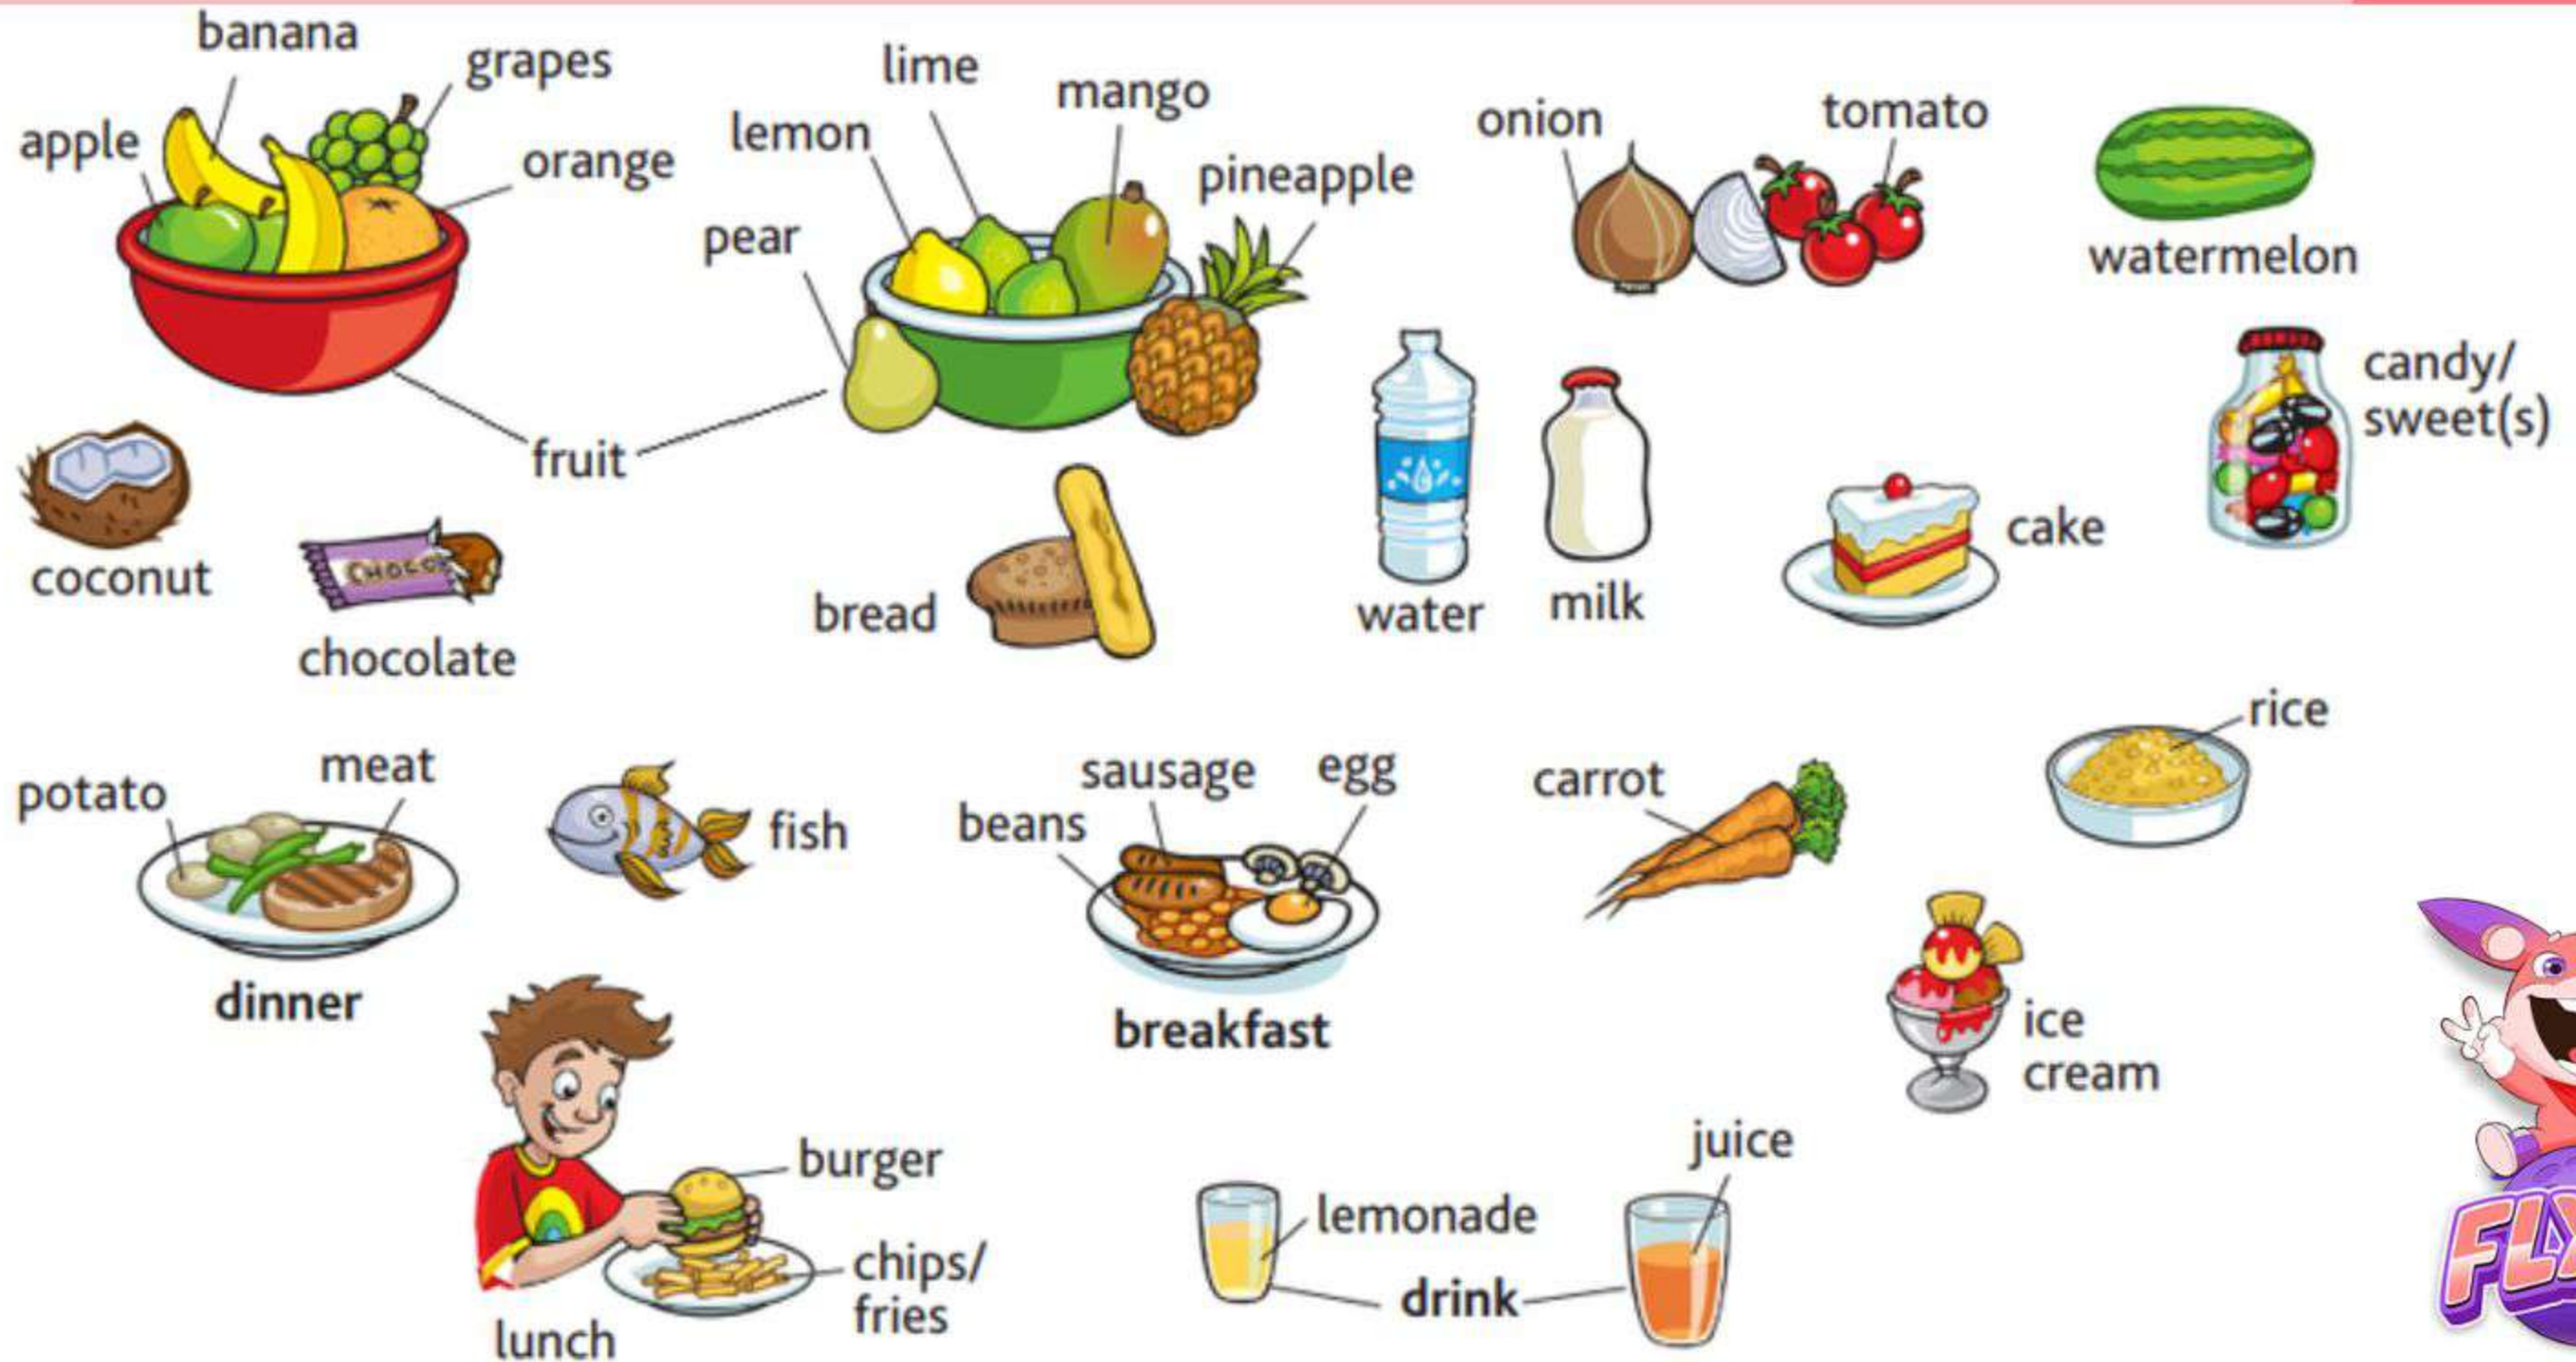 banana
grapes
apple
orange
lime
mango
lemon
pineapple
pear
onion
tomato
watermelon
fruit
coconut
CHOCO
chocolate
bread
water
milk
cake
candy/
sweet(s)
potato
meat
dinner
fish
sausage
egg
beans
breakfast
carrot
rice
ice
cream
burger
chips/
fries
lunch
lemonade
juice
drink